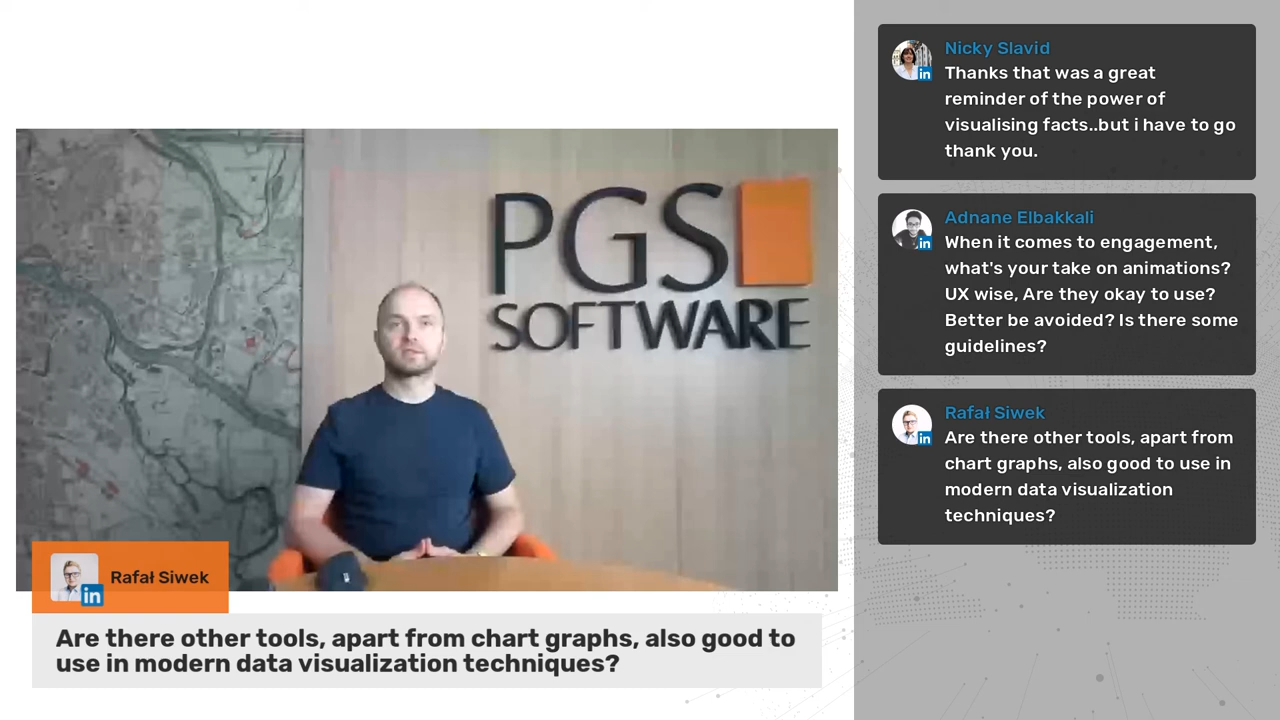 PGS
SOFTWARE
in
Rafał Siwek
Are there other tools, apart from chart graphs, also good to
use in modern data visualization techniques?
in
Nicky Slavid
Thanks that was a great
reminder of the power of
visualising facts..but i have to go
thank you.
in
Adnane Elbakkali
When it comes to engagement,
what's your take on animations?
UX wise, Are they okay to use?
Better be avoided? Is there some
guidelines?
in
Rafał Siwek
Are there other tools, apart from
chart graphs, also good to use in
modern data visualization
techniques?